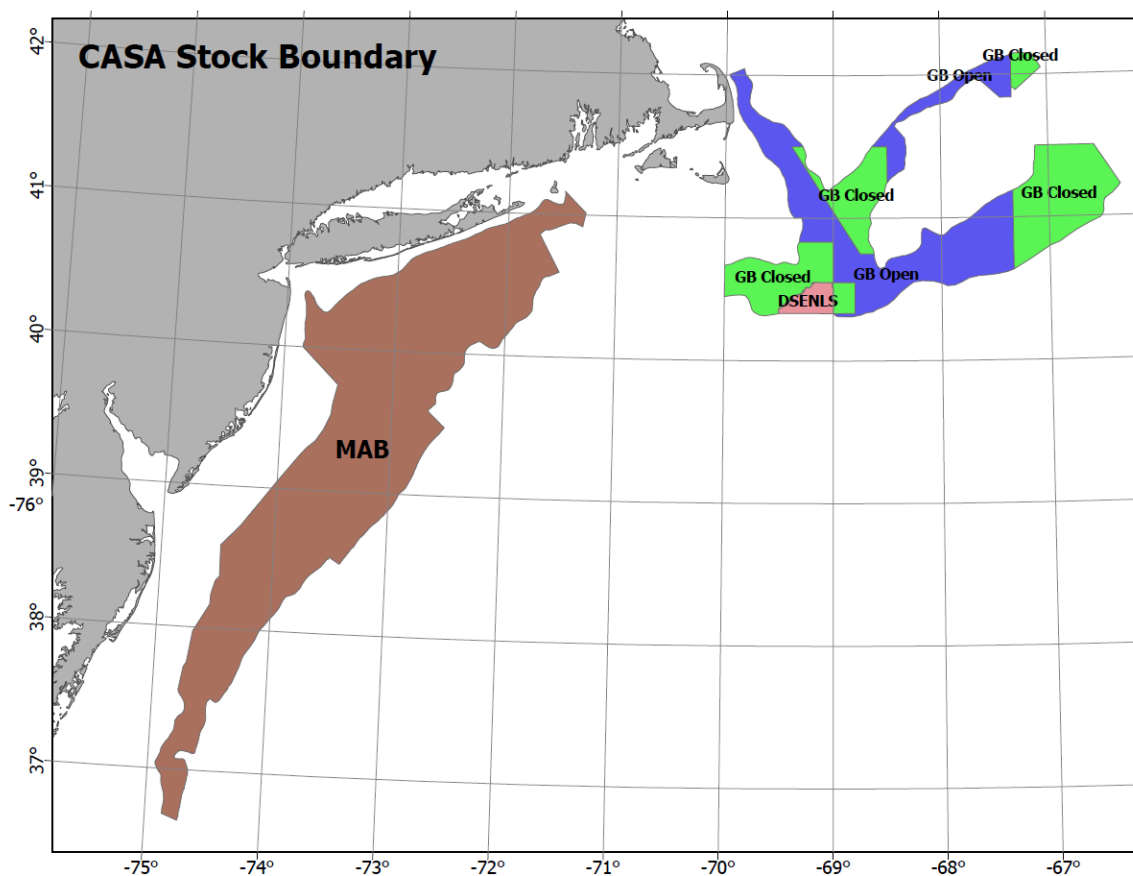 CASA Stock Boundary
42°
GB Closed
GB Open
41°
GB Closed
GB Closed
GB Closed
GB Open
DSENLS
40°
MAB
39°
-76°
38°
37°
-75°
-74°
-73°
-72°
-71°
-70°
-69°
-68°
-67°